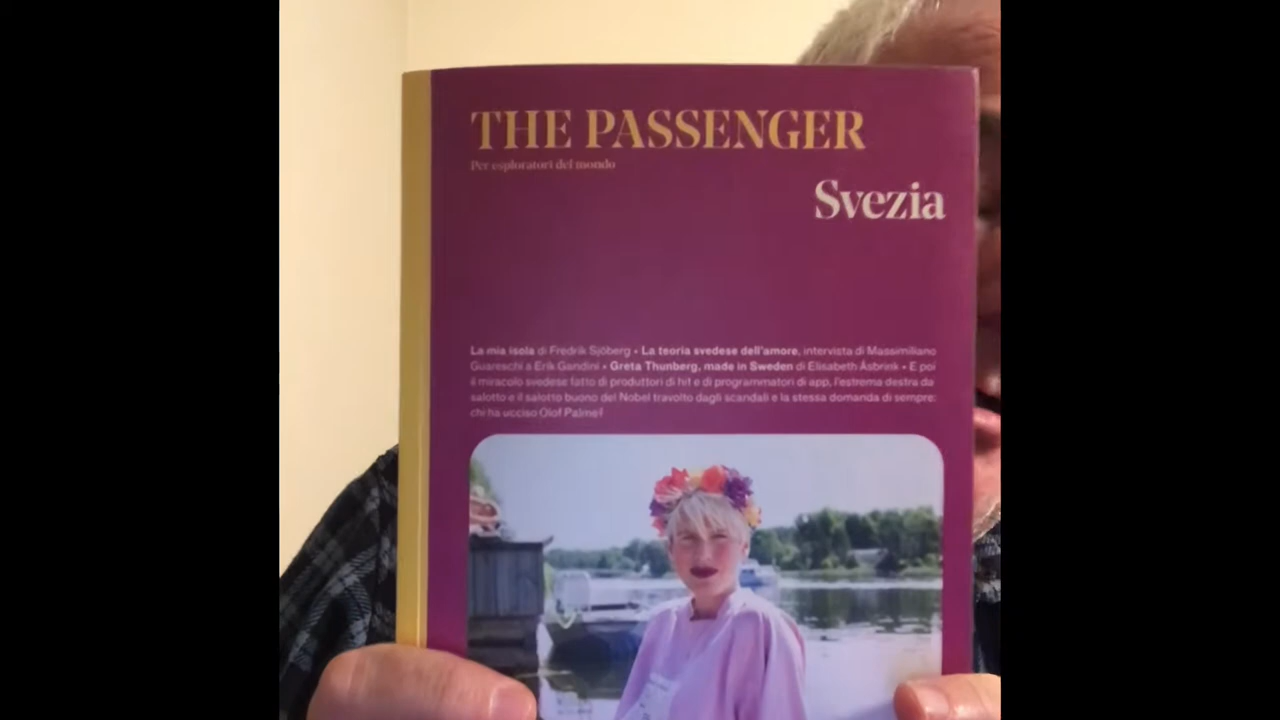 THE PASSENGER
Per esploratori del mondo
Svezia
La mia isola di Fredrik Sjöberg • La teoria svedese dell'amore, intervista di Massimiliano
Guareschi a Erik Gandini • Greta Thunberg, made in Sweden di Elisabeth Åsbrink • E poi
il miracolo svedese fatto di produttori di hit e di programmatori di app, l'estrema destra da
salotto e il salotto buono del Nobel travolto dagli scandali e la stessa domanda di sempre:
chi ha ucciso Olof Palme?